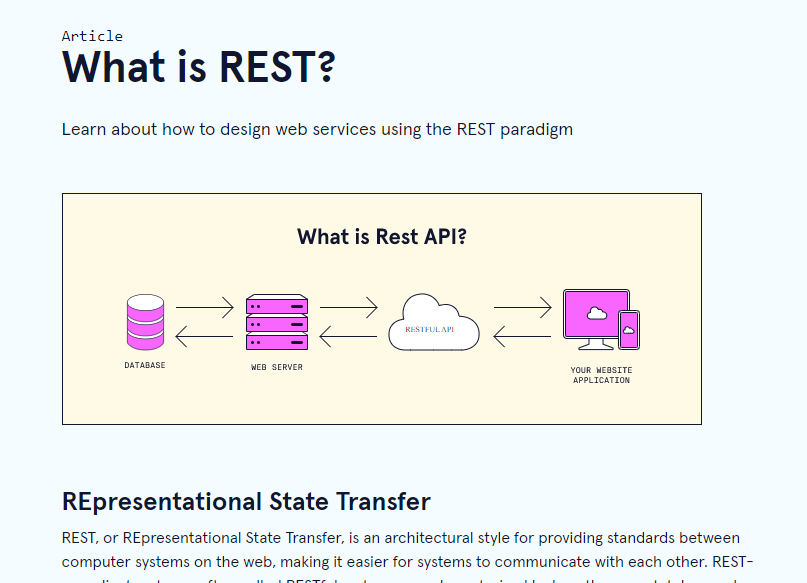 Article
What is REST?
Learn about how to design web services using the REST paradigm
What is Rest API?
RESTFUL API
DATABASE
WEB SERVER
YOUR WEBSITE
APPLICATION
REpresentational State Transfer
REST, or REpresentational State Transfer, is an architectural style for providing standards between
computer systems on the web, making it easier for systems to communicate with each other. REST-